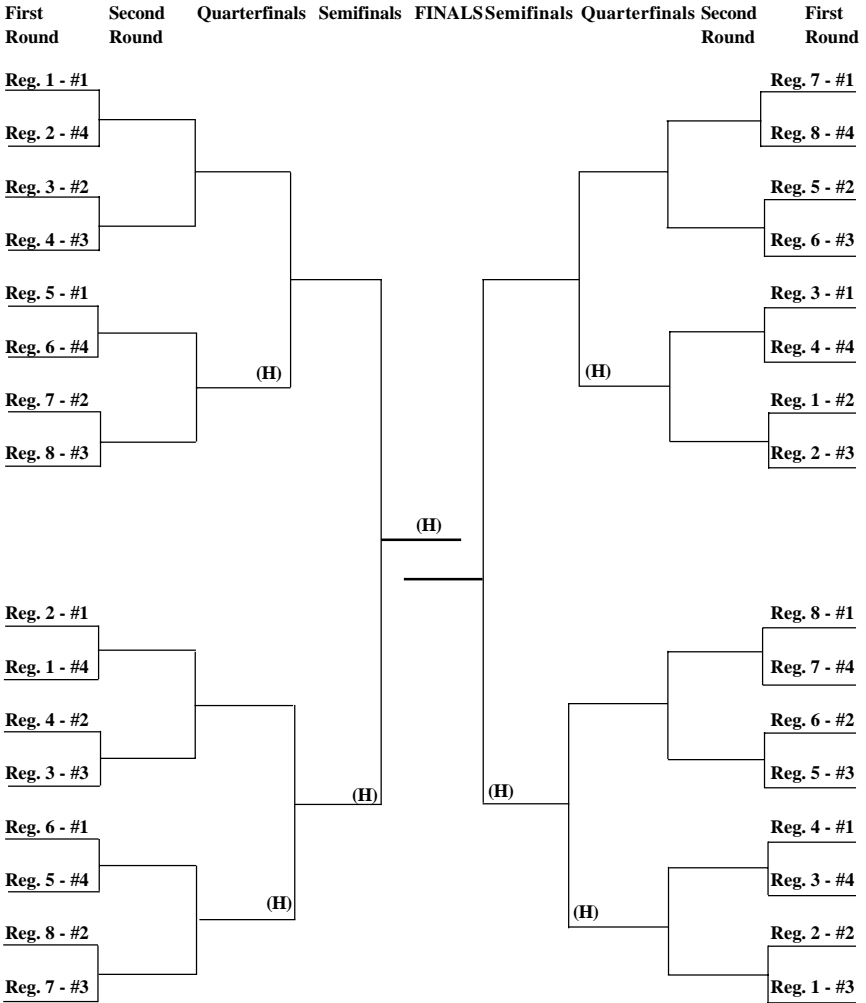 First Second Quarterfinals Semifinals FINALS Semifinals Quarterfinals Second First
Round Round Round Round
Reg. 1 - #1
Reg. 2 - #4
Reg. 3 - #2
Reg. 4 - #3
Reg. 5 - #1
Reg. 6 - #4
(H)
Reg. 7 - #2
Reg. 8 - #3
(H)
Reg. 2 - #1
Reg. 1 - #4
Reg. 4 - #2
Reg. 3 - #3
(H)
Reg. 6 - #1
Reg. 5 - #4
(H)
Reg. 8 - #2
Reg. 7 - #3
Reg. 7 - #1
Reg. 8 - #4
Reg. 5 - #2
Reg. 6 - #3
Reg. 3 - #1
Reg. 4 - #4
(H)
Reg. 1 - #2
Reg. 2 - #3
Reg. 8 - #1
Reg. 7 - #4
Reg. 6 - #2
Reg. 5 - #3
(H)
Reg. 4 - #1
Reg. 3 - #4
(H)
Reg. 2 - #2
Reg. 1 - #3